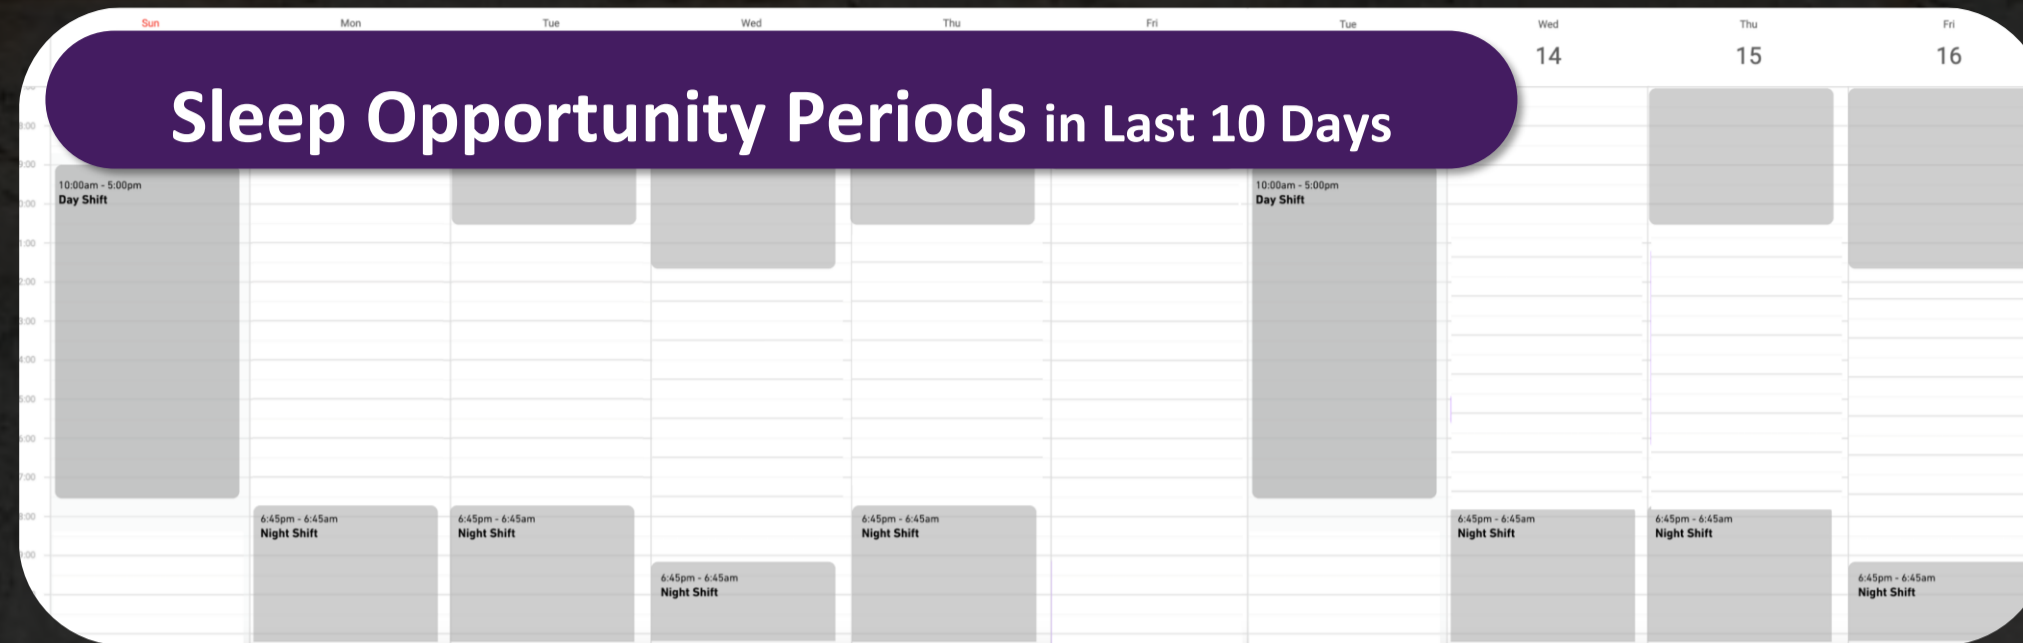 Sun Mon Tue Wed Thu Fri Tue Wed Thu Fri
14 15 16
Sleep Opportunity Periods in Last 10 Days
10:00am - 5:00pm
Day Shift
10:00am - 5:00pm
Day Shift
6:45pm - 6:45am
Night Shift
6:45pm - 6:45am
Night Shift
6:45pm - 6:45am
Night Shift
6:45pm - 6:45am
Night Shift
6:45pm - 6:45am
Night Shift
6:45pm - 6:45am
Night Shift
6:45pm - 6:45am
Night Shift